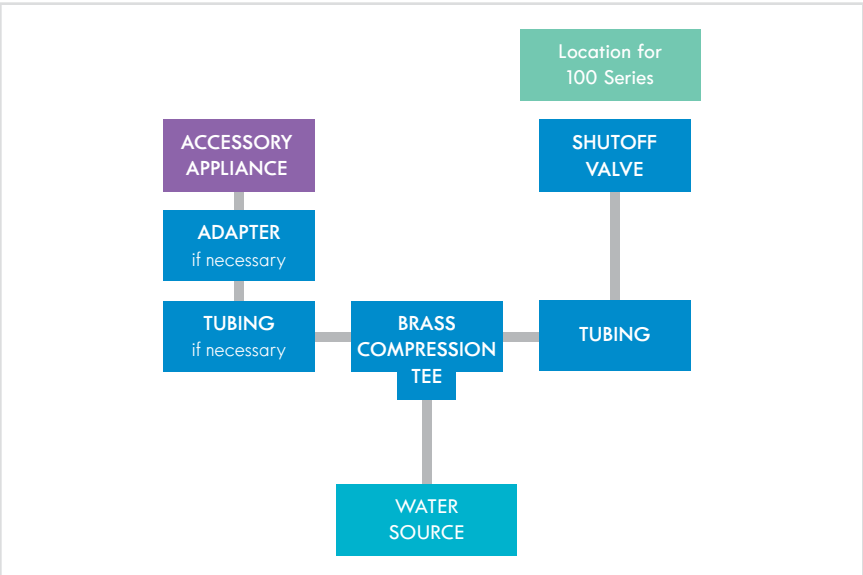 Location for
100 Series
ACCESSORY
APPLIANCE
SHUTOFF
VALVE
ADAPTER
if necessary
TUBING
if necessary
BRASS
COMPRESSION
TEE
TUBING
WATER
SOURCE